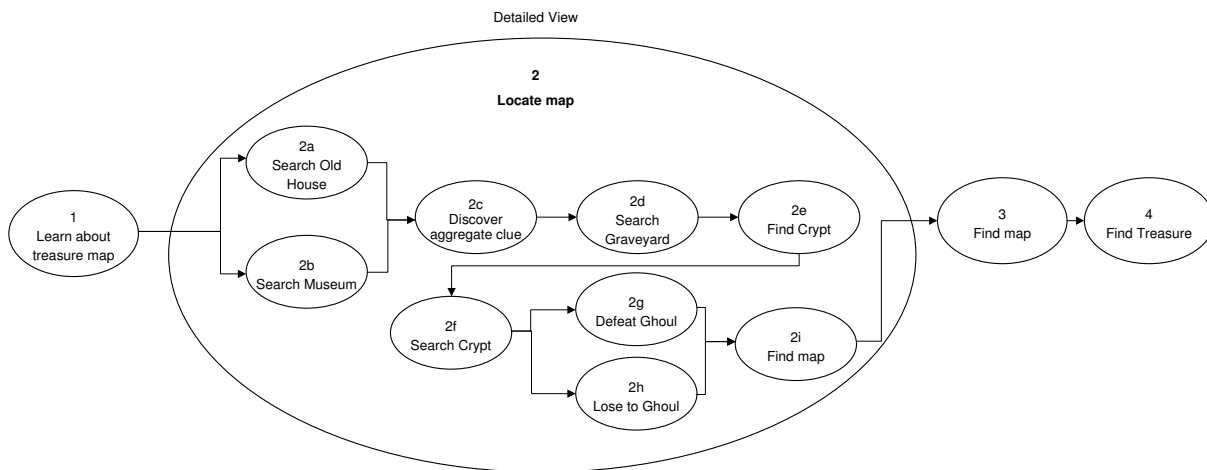 Detailed View
2
Locate map
1
Learn about
treasure map
2a
Search Old
House
2b
Search Museum
2c
Discover
aggregate clue
2d
Search
Graveyard
2e
Find Crypt
2f
Search Crypt
2g
Defeat Ghoul
2h
Lose to Ghoul
2i
Find map
3
Find map
4
Find Treasure